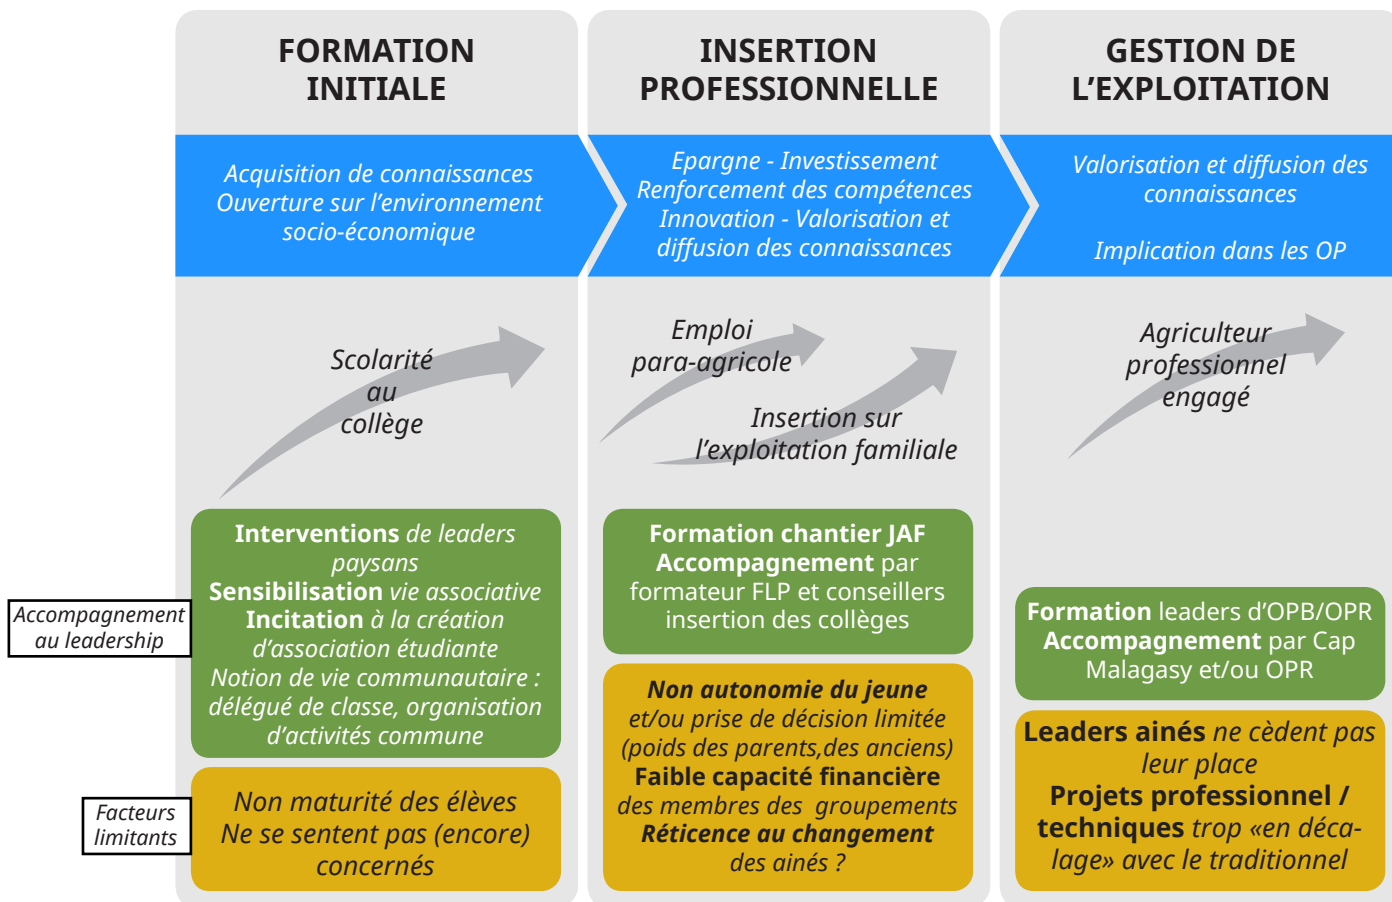 FORMATION
INITIALE
Acquisition de connaissances
Ouverture sur l'environnement
socio-économique
Scolarité
au
collège
Interventions de leaders
paysans
Sensibilisation vie associative
Incitation à la création
d'association étudiante
Notion de vie communautaire :
délégué de classe, organisation
d'activités commune
Non maturité des élèves
Ne se sentent pas (encore)
concernés
INSERTION
PROFESSIONNELLE
Epargne - Investissement
Renforcement des compétences
Innovation - Valorisation et
diffusion des connaissances
Emploi
para-agricole
Insertion sur
l'exploitation familiale
Formation chantier JAF
Accompagnement par
formateur FLP et conseillers
insertion des collèges
Non autonomie du jeune
et/ou prise de décision limitée
(poids des parents,des anciens)
Faible capacité financière
des membres des groupements
Réticence au changement
des ainés ?
GESTION DE
L'EXPLOITATION
Valorisation et diffusion des
connaissances
Implication dans les OP
Agriculteur
professionnel
engagé
Formation leaders d'OPB/OPR
Accompagnement par Cap
Malagasy et/ou OPR
Leaders ainés ne cèdent pas
leur place
Projets professionnel /
techniques trop «en déca-
lage» avec le traditionnel
Accompagnement
au leadership
Facteurs
limitants